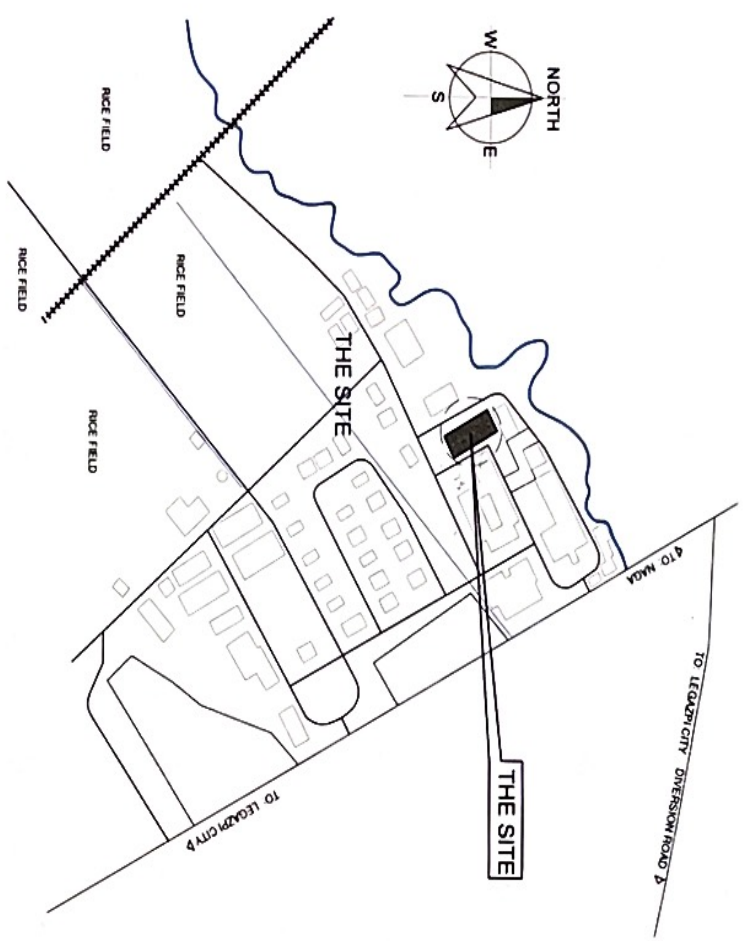 NORTH
W
E
S
RICE FIELD
RICE FIELD
RICE FIELD
RICE FIELD
THE SITE
THE SITE
TO NAGA
TO LEGAZPI CITY DIVERSION ROAD
TO LEGAZPI CITY